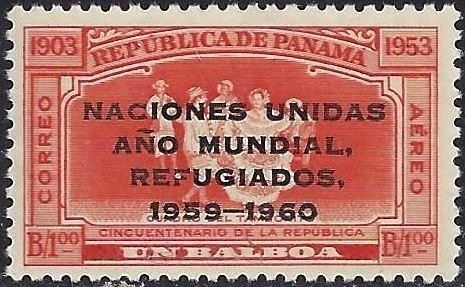 1903 REPUBLICA DE PANAMA 1953
CORREO
AÉREO
NACIONES UNIDAS
AÑO MUNDIAL,
REFUGIADOS,
1959-1960
CINCUENTENARIO DE LA REPUBLICA
B/1.00 UN BALBOA B/1.00